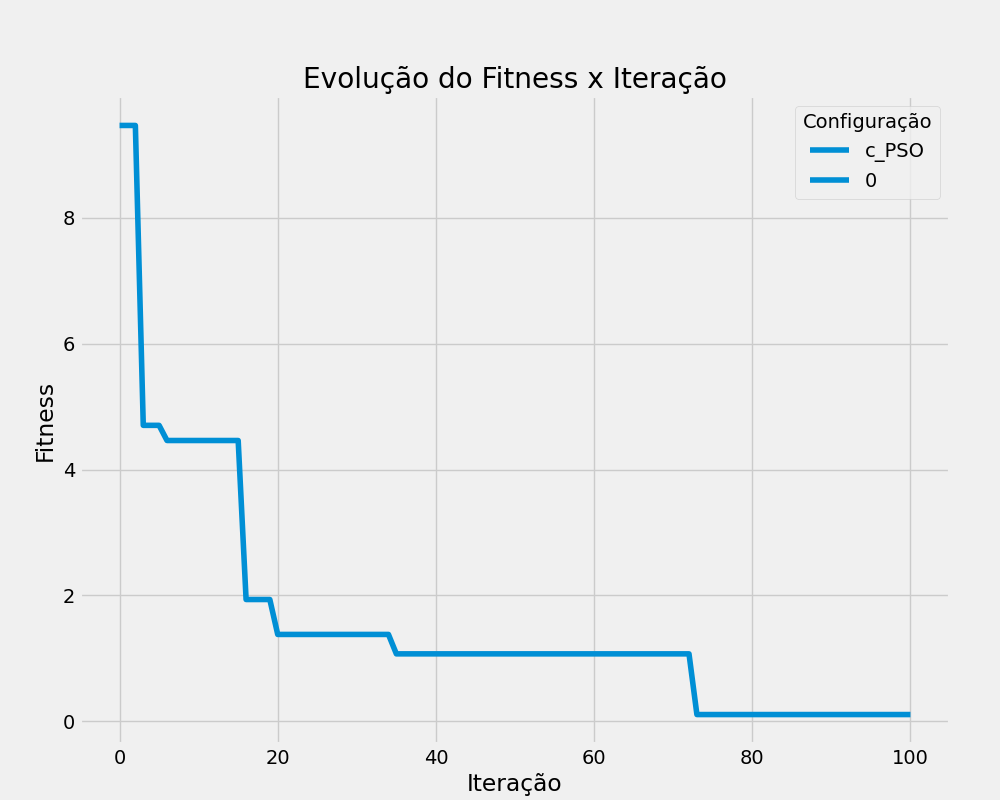 Evolução do Fitness x Iteração
Configuração
c_PSO
0
Fitness
8
6
4
2
0
0 20 40 60 80 100
Iteração